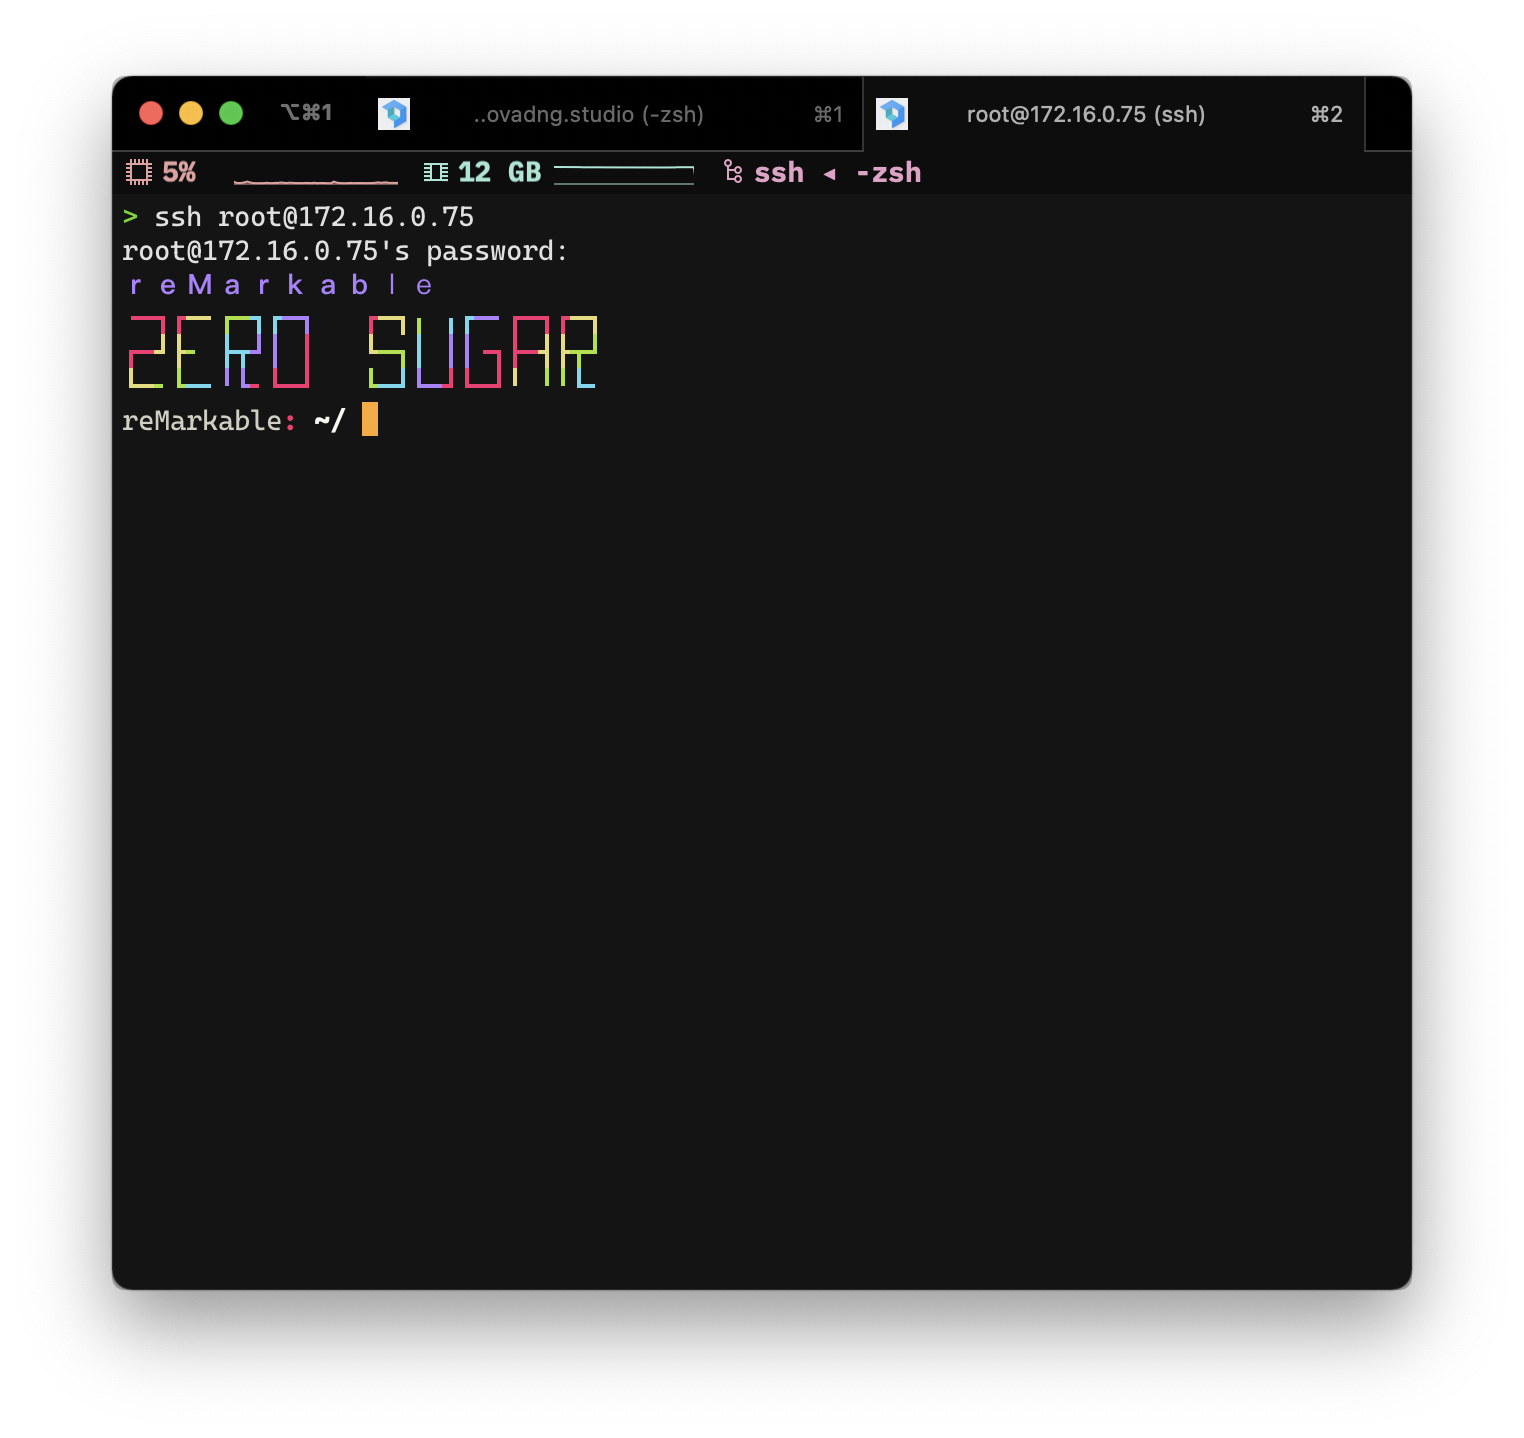 ⌥⌘1 ..ovadng.studio (-zsh) ⌘1 root@172.16.0.75 (ssh) ⌘2
5% 12 GB ssh ◂ -zsh
> ssh root@172.16.0.75
root@172.16.0.75's password:
reMarkable
ZERO SUGAR
reMarkable: ~/